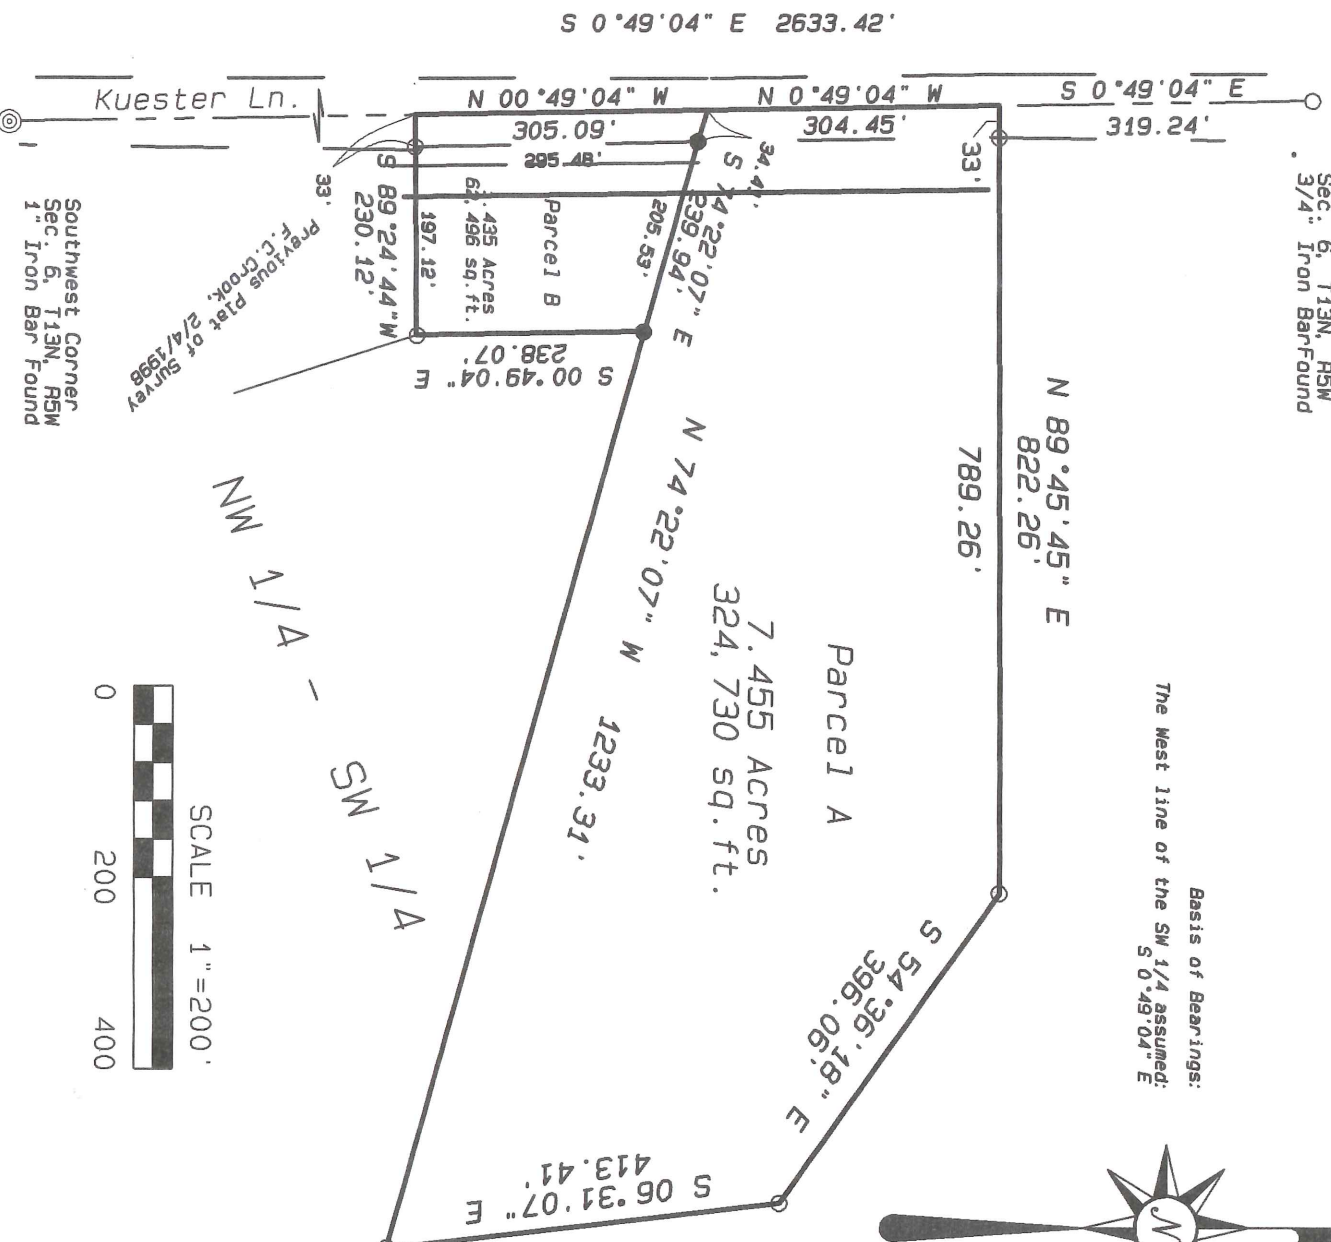 S 0°49'04" E 2633.42'
Kuester Ln.
N 00°49'04" W
305.09'
295.48'
N 0°49'04" W
304.45'
S 0°49'04" E
319.24'
Sec. 6, T13N, R5W
3/4" Iron BarFound
33'
34.41'
S 74°22'07" E
239.94'
205.53'
Parcel B
.435 Acres
496 sq.ft.
197.12'
S 89°24'44"W
230.12'
33'
Previous Plat of Survey
F.C. Crook, 2/4/1998
Southwest Corner
Sec. 6, T13N, R5W
1" Iron Bar Found
S 00°49'04" E
238.07'
N 74°22'07" W 1233.31'
N 89°45'45" E
822.26'
789.26'
Parcel A
7.455 Acres
324,730 sq.ft.
NW 1/4 - SW 1/4
SCALE 1"=200'
0 200 400
Basis of Bearings:
The West line of the SW 1/4 assumed:
S 0°49'04" E
S 54°36'18" E
396.06'
S 06°31'07" E
413.41'
N